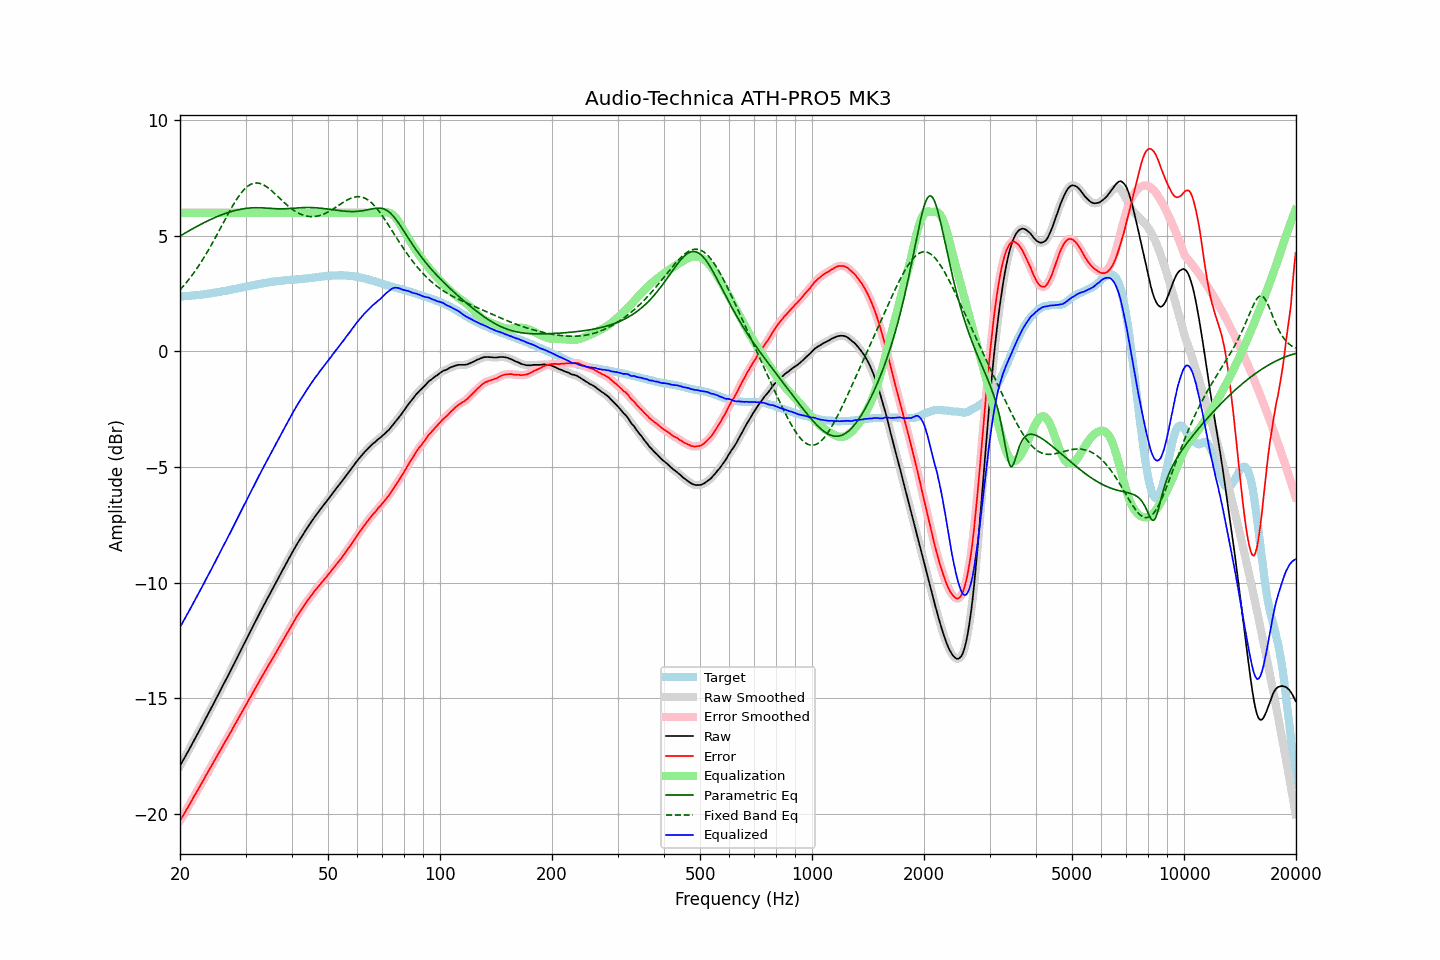 Audio-Technica ATH-PRO5 MK3
10
5
0
−5
−10
−15
−20
Amplitude (dBr)
20
50
100
200
500
1000
2000
5000
10000
20000
Frequency (Hz)
Target
Raw Smoothed
Error Smoothed
Raw
Error
Equalization
Parametric Eq
Fixed Band Eq
Equalized